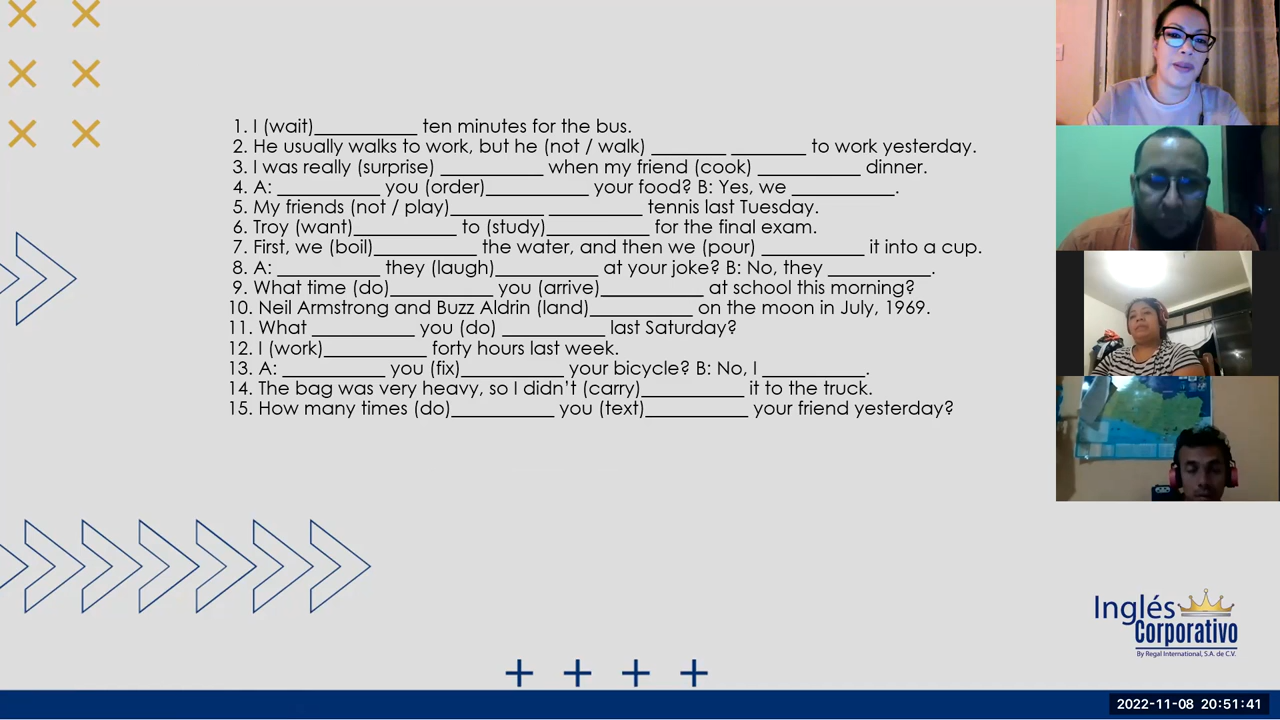 1. I (wait)___________ ten minutes for the bus.
2. He usually walks to work, but he (not / walk) ________ ________ to work yesterday.
3. I was really (surprise) ___________ when my friend (cook) ___________ dinner.
4. A: ___________ you (order)___________ your food? B: Yes, we ___________.
5. My friends (not / play)__________ __________ tennis last Tuesday.
6. Troy (want)___________ to (study)___________ for the final exam.
7. First, we (boil)___________ the water, and then we (pour) ___________ it into a cup.
8. A: ___________ they (laugh)___________ at your joke? B: No, they ___________.
9. What time (do)___________ you (arrive)___________ at school this morning?
10. Neil Armstrong and Buzz Aldrin (land)___________ on the moon in July, 1969.
11. What ___________ you (do) ___________ last Saturday?
12. I (work)___________ forty hours last week.
13. A: ___________ you (fix)___________ your bicycle? B: No, I ___________.
14. The bag was very heavy, so I didn't (carry)___________ it to the truck.
15. How many times (do)___________ you (text)___________ your friend yesterday?
Inglés
Corporativo
By Regal International, S.A. de C.V.
2022-11-08 20:51:41